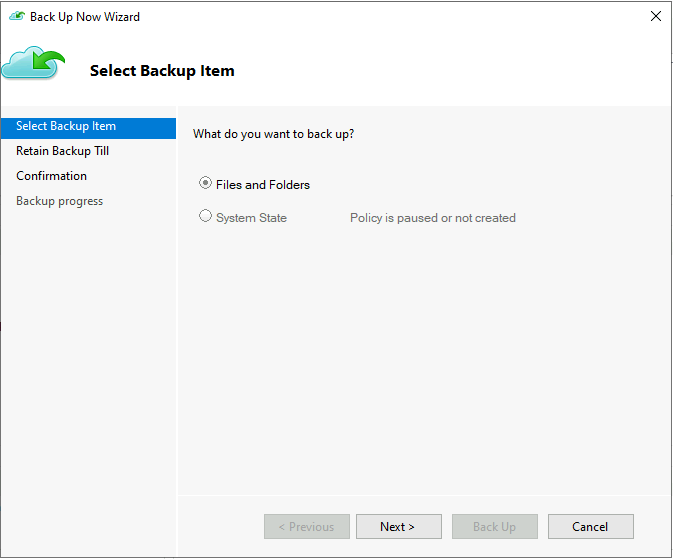 Back Up Now Wizard
Select Backup Item
Select Backup Item
Retain Backup Till
Confirmation
Backup progress
What do you want to back up?
Files and Folders
System State Policy is paused or not created
< Previous Next > Back Up Cancel